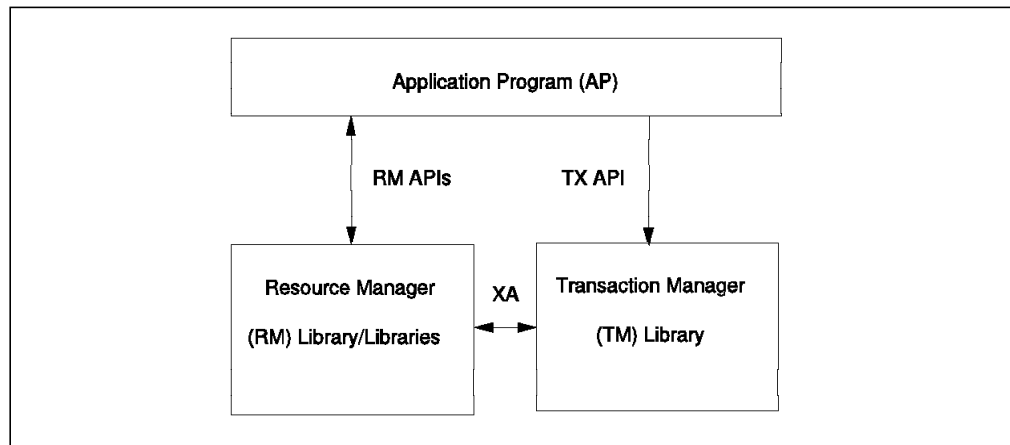 Application Program (AP)
RM APIs
TX API
Resource Manager
(RM) Library/Libraries
XA
Transaction Manager
(TM) Library